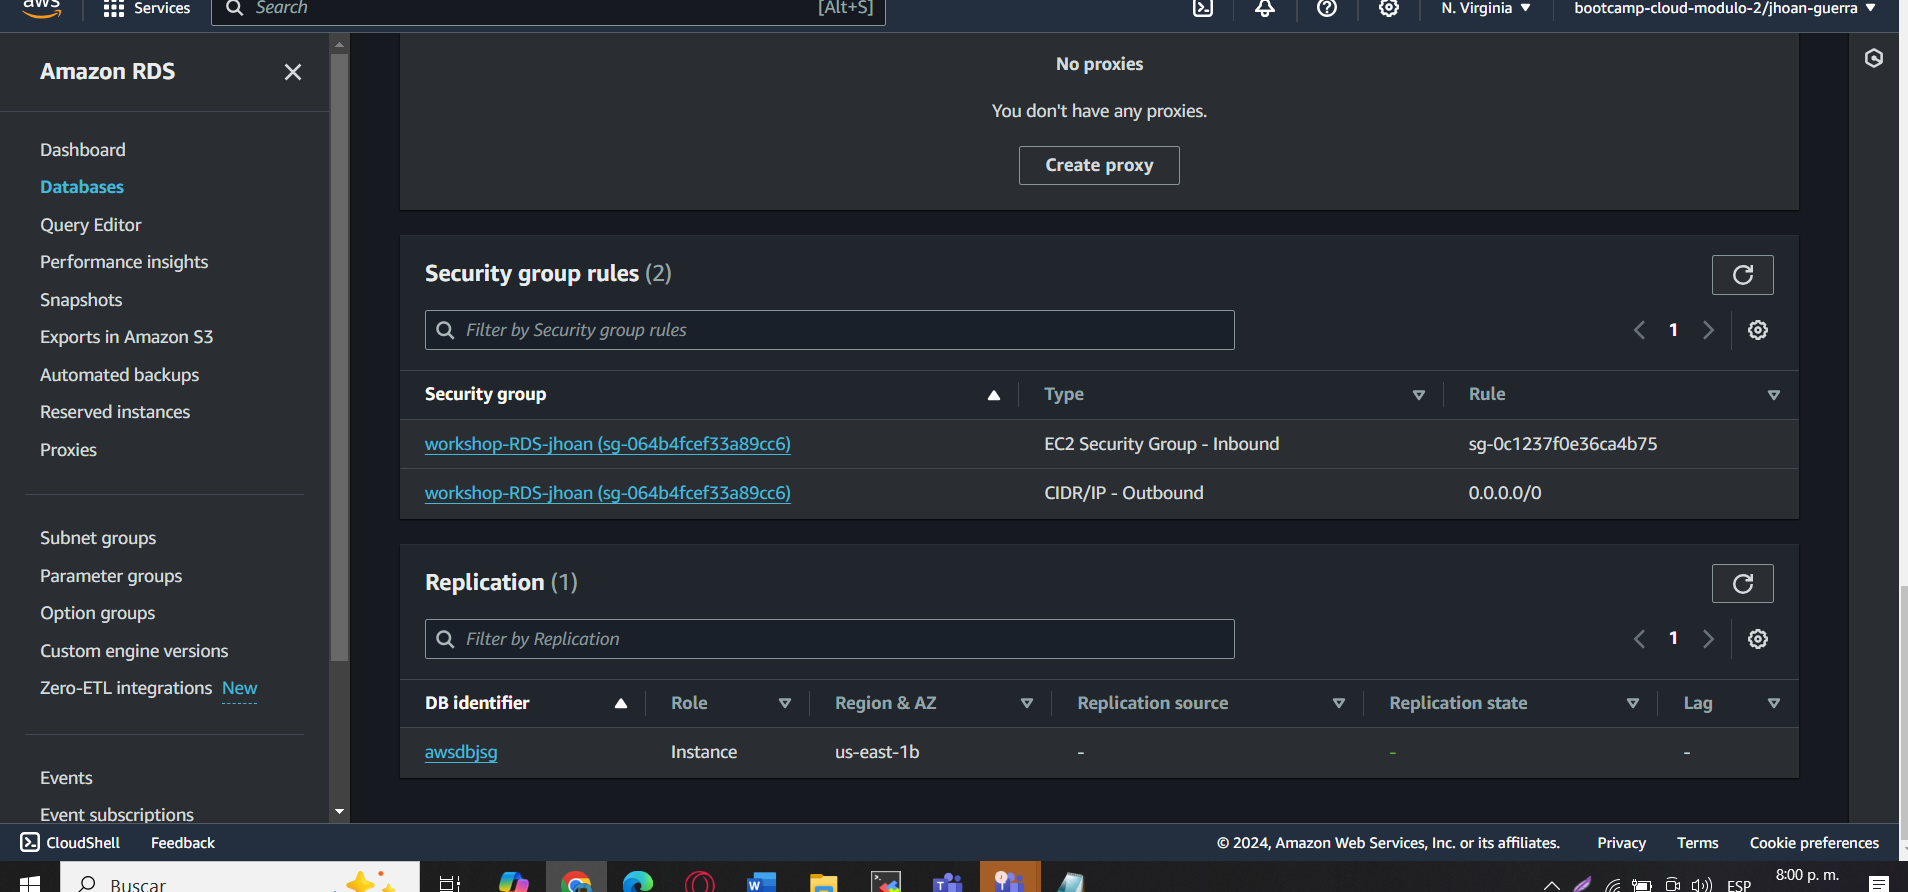 aws
Services
Search
[Alt+S]
N. Virginia
bootcamp-cloud-modulo-2/jhoan-guerra
Amazon RDS
Dashboard
Databases
Query Editor
Performance insights
Snapshots
Exports in Amazon S3
Automated backups
Reserved instances
Proxies
Subnet groups
Parameter groups
Option groups
Custom engine versions
Zero-ETL integrations New
Events
Event subscriptions
No proxies
You don't have any proxies.
Create proxy
Security group rules (2)
Filter by Security group rules
1
Security group Type Rule
workshop-RDS-jhoan (sg-064b4fcef33a89cc6) EC2 Security Group - Inbound sg-0c1237f0e36ca4b75
workshop-RDS-jhoan (sg-064b4fcef33a89cc6) CIDR/IP - Outbound 0.0.0.0/0
Replication (1)
Filter by Replication
1
DB identifier Role Region & AZ Replication source Replication state Lag
awsdbjsg Instance us-east-1b - - -
CloudShell Feedback © 2024, Amazon Web Services, Inc. or its affiliates. Privacy Terms Cookie preferences
Buscar
ESP
8:00 p. m.